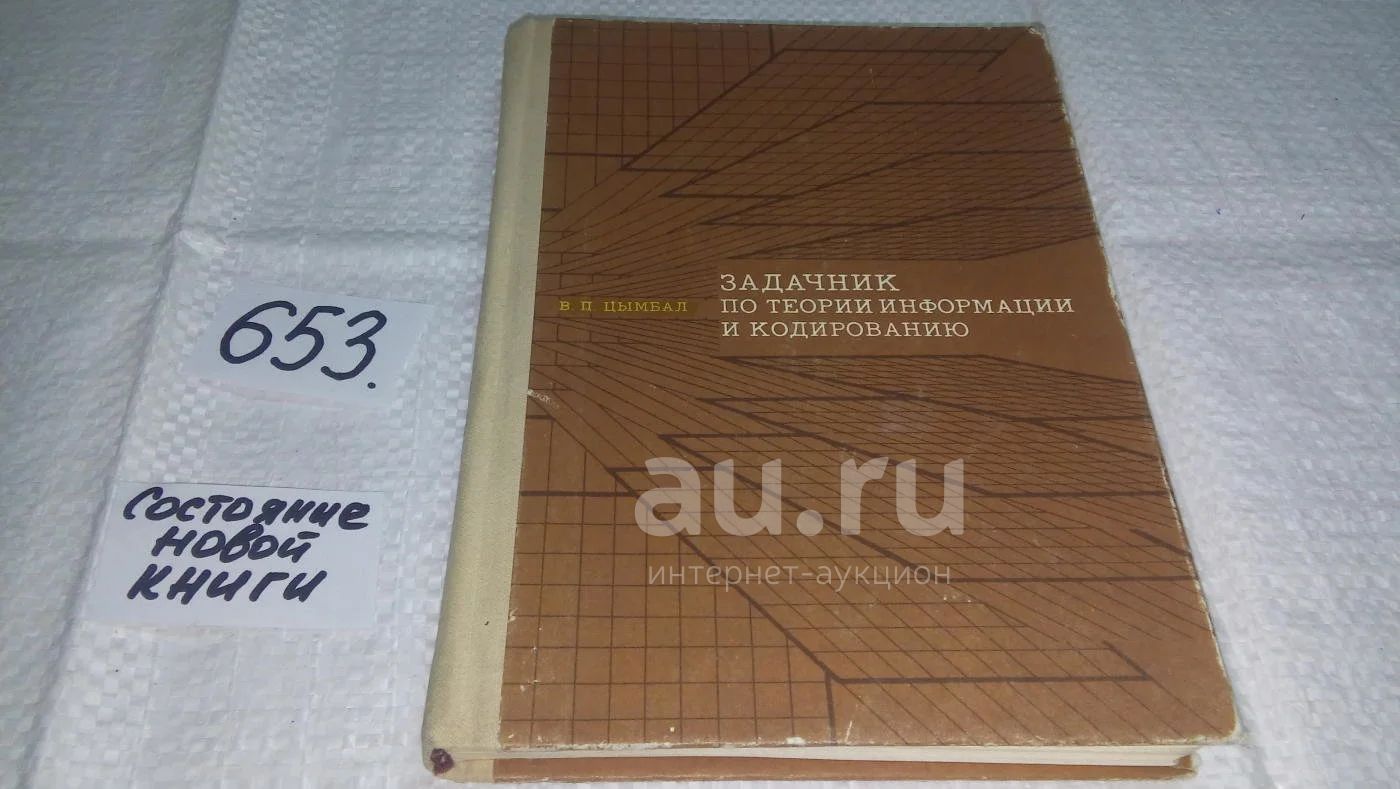 653.
Состояние
новой
книги
В. П. ЦЫМБАЛ
ЗАДАЧНИК
ПО ТЕОРИИ ИНФОРМАЦИИ
И КОДИРОВАНИЮ
au.ru
интернет-аукцион